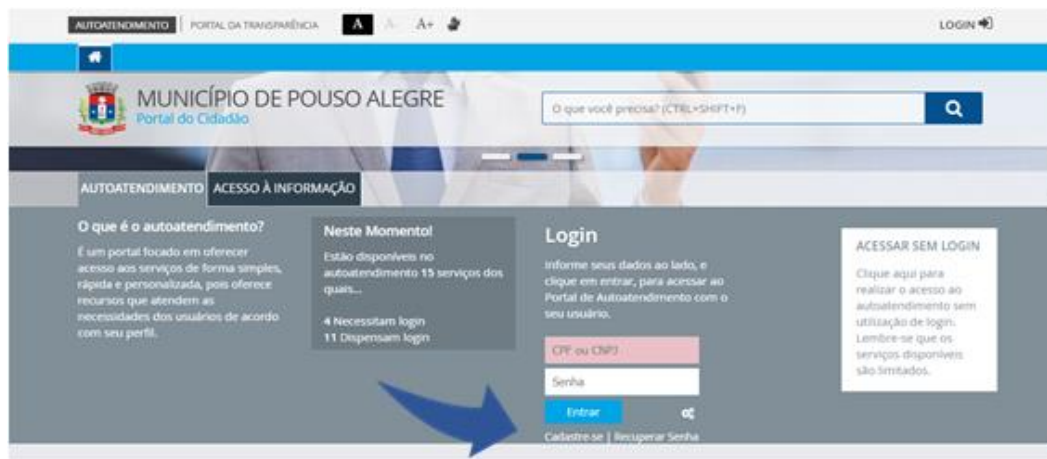 AUTOATENDIMENTO | PORTAL DA TRANSPARÊNCIA A A- A+
LOGIN
MUNICÍPIO DE POUSO ALEGRE
Portal do Cidadão
O que você precisa? (CTRL+SHIFT+F)
AUTOATENDIMENTO ACESSO À INFORMAÇÃO
O que é o autoatendimento?
É um portal focado em oferecer
acesso aos serviços de forma simples,
rápida e personalizada, pois oferece
recursos que atendem as
necessidades dos usuários de acordo
com seu perfil.
Neste Momento!
Estão disponíveis no
autoatendimento 15 serviços dos
quais...
4 Necessitam login
11 Dispensam login
Login
Informe seus dados ao lado, e
clique em entrar, para acessar ao
Portal de Autoatendimento com o
seu usuário.
CPF ou CNPJ
Senha
Entrar
Cadastre-se | Recuperar Senha
ACESSAR SEM LOGIN
Clique aqui para
realizar o acesso ao
autoatendimento sem
utilização de login.
Lembre-se que os
serviços disponíveis
são limitados.